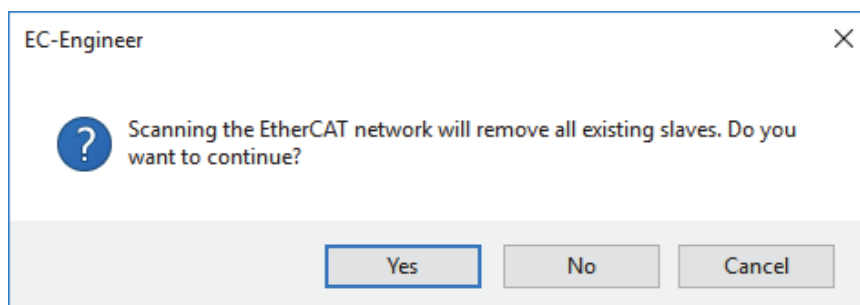 EC-Engineer
Scanning the EtherCAT network will remove all existing slaves. Do you
want to continue?
Yes
No
Cancel